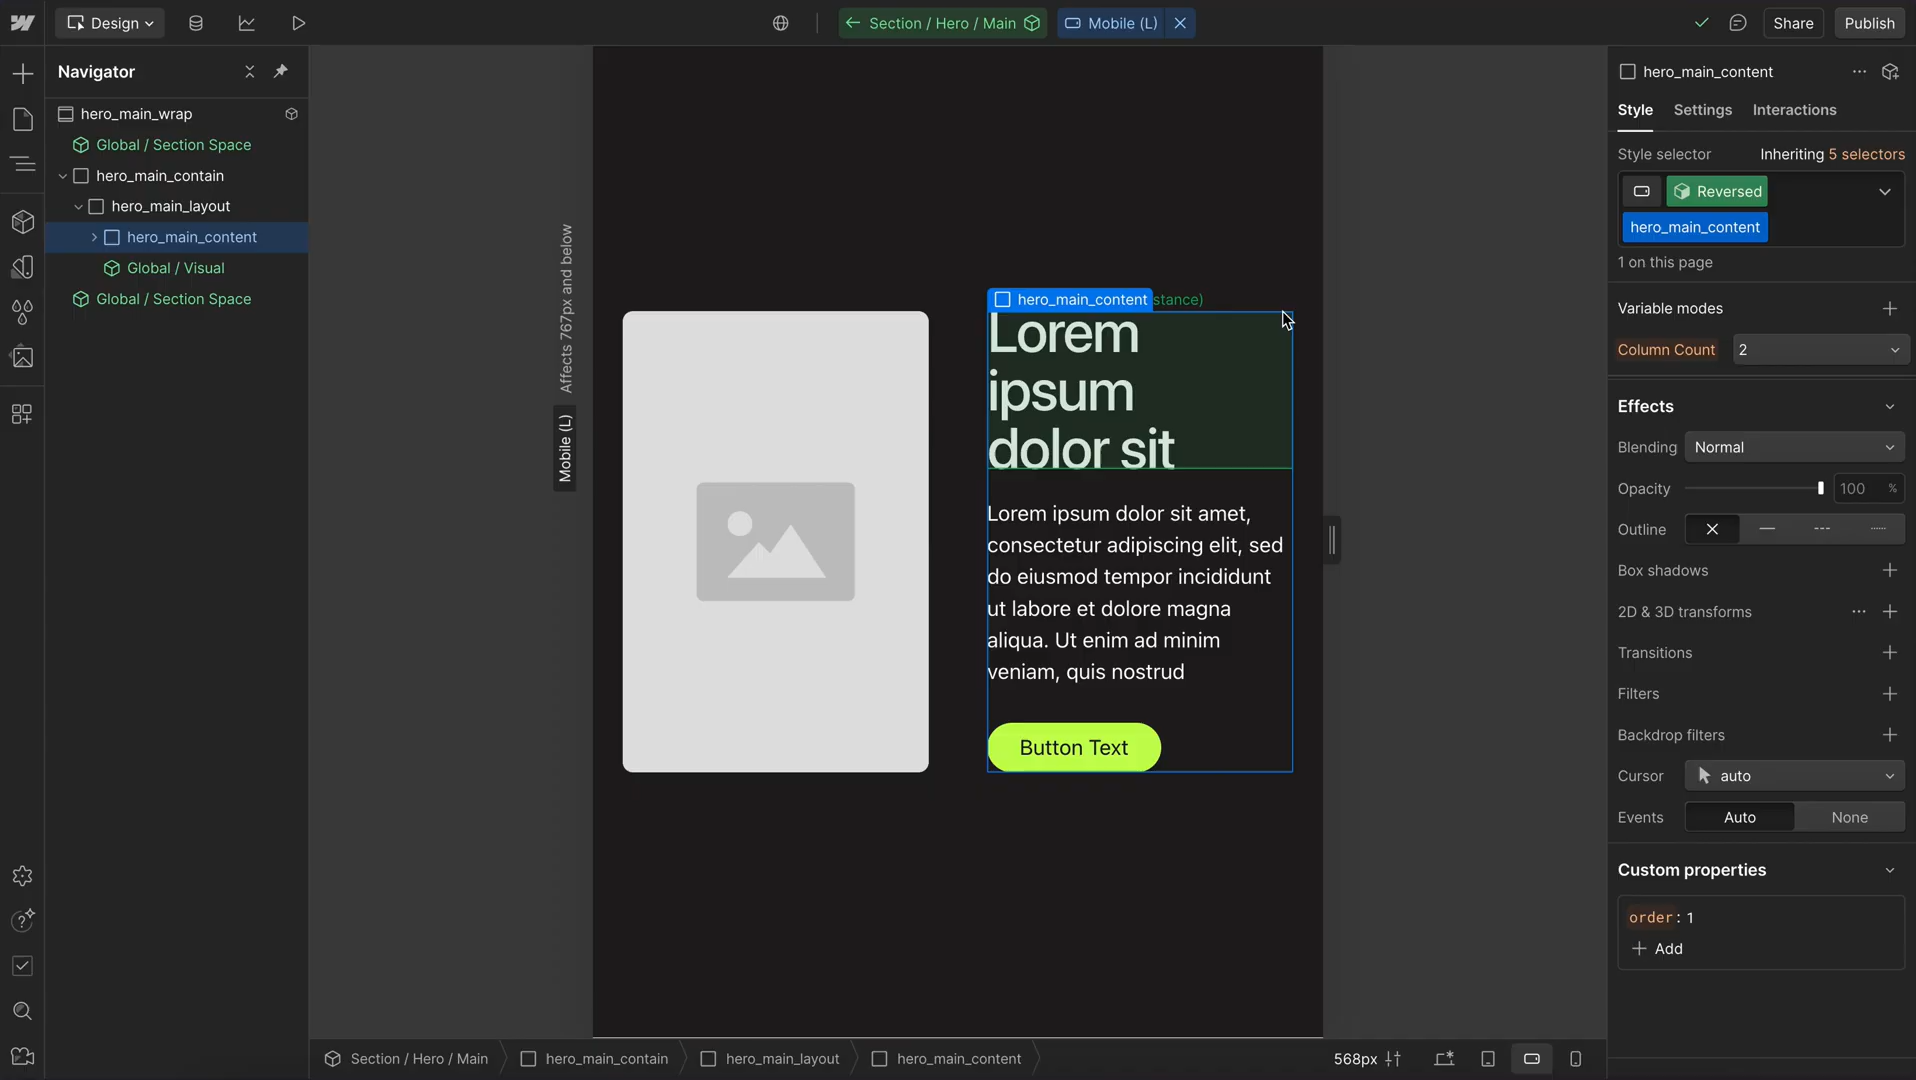 Design
Section / Hero / Main
Mobile (L)
Share
Publish
Navigator
hero_main_wrap
Global / Section Space
hero_main_contain
hero_main_layout
hero_main_content
Global / Visual
Global / Section Space
Affects 767px and below
Mobile (L)
hero_main_content
stance)
Lorem
ipsum
dolor sit
Lorem ipsum dolor sit amet,
consectetur adipiscing elit, sed
do eiusmod tempor incididunt
ut labore et dolore magna
aliqua. Ut enim ad minim
veniam, quis nostrud
Button Text
hero_main_content
Style
Settings
Interactions
Style selector
Inheriting 5 selectors
Reversed
hero_main_content
1 on this page
Variable modes
Column Count
2
Effects
Blending
Normal
Opacity
100
%
Outline
Box shadows
2D & 3D transforms
Transitions
Filters
Backdrop filters
Cursor
auto
Events
Auto
None
Custom properties
order: 1
Add
Section / Hero / Main
hero_main_contain
hero_main_layout
hero_main_content
568px